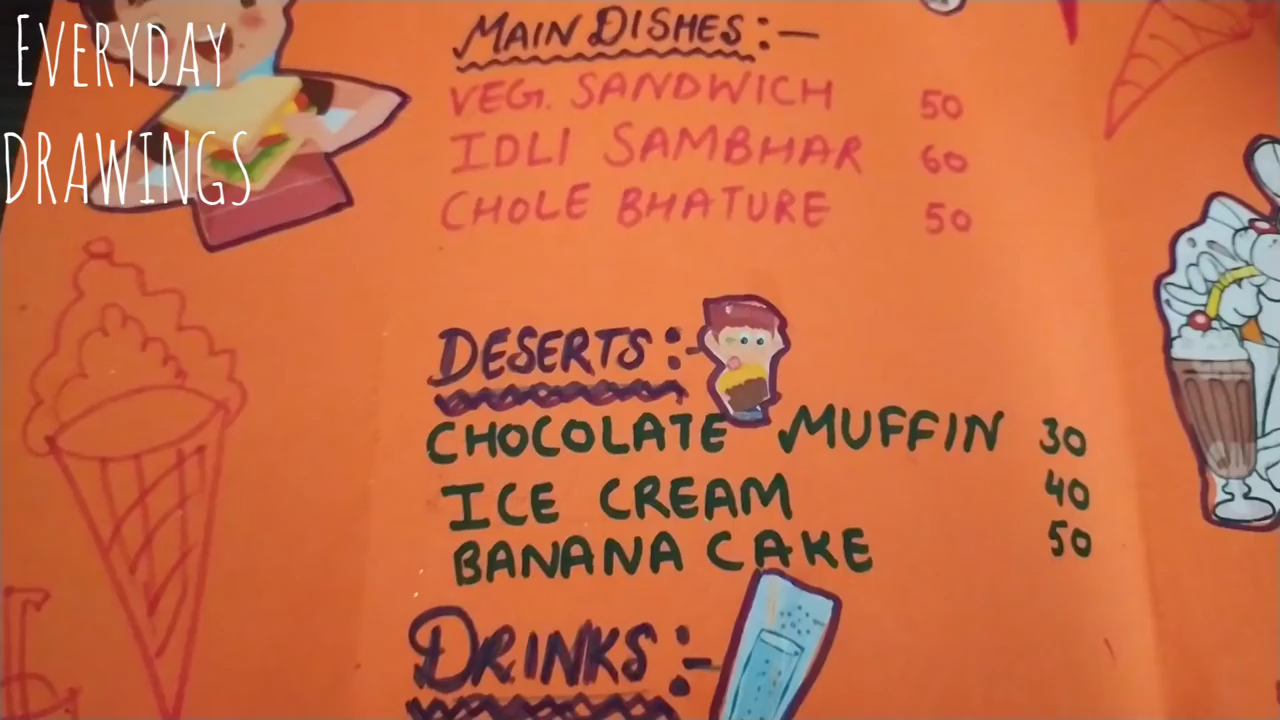 EVERYDAY
DRAWINGS
MAIN DISHES:-
VEG. SANDWICH 50
IDLI SAMBHAR 60
CHOLE BHATURE 50
DESERTS:-
CHOCOLATE MUFFIN 30
ICE CREAM 40
BANANA CAKE 50
DRINKS:-